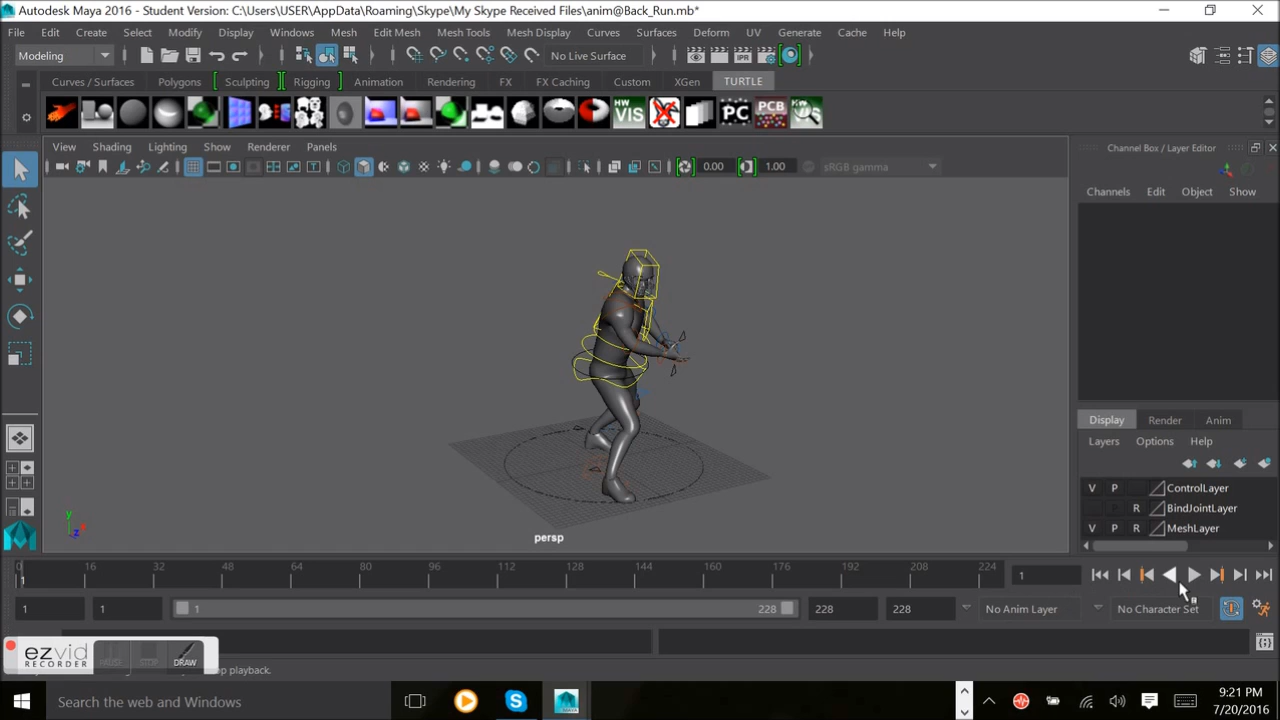 Autodesk Maya 2016 - Student Version: C:\Users\USER\AppData\Roaming\Skype\My Skype Received Files\anim@Back_Run.mb*
File Edit Create Select Modify Display Windows Mesh Edit Mesh Mesh Tools Mesh Display Curves Surfaces Deform UV Generate Cache Help
Modeling No Live Surface
Curves / Surfaces Polygons Sculpting Rigging Animation Rendering FX FX Caching Custom XGen TURTLE
IPR
HW VIS PC PCB
View Shading Lighting Show Renderer Panels
0.00 1.00 sRGB gamma
Channel Box / Layer Editor
Channels Edit Object Show
persp
y
z
Display Render Anim
Layers Options Help
V P ControlLayer
P R BindJointLayer
V P R MeshLayer
0 16 32 48 64 80 96 112 128 144 160 176 192 208 224
1
1
1 1 1 228 228 228 No Anim Layer No Character Set
ezvid
RECORDER
PAUSE STOP DRAW
p playback.
Search the web and Windows
9:21 PM
7/20/2016